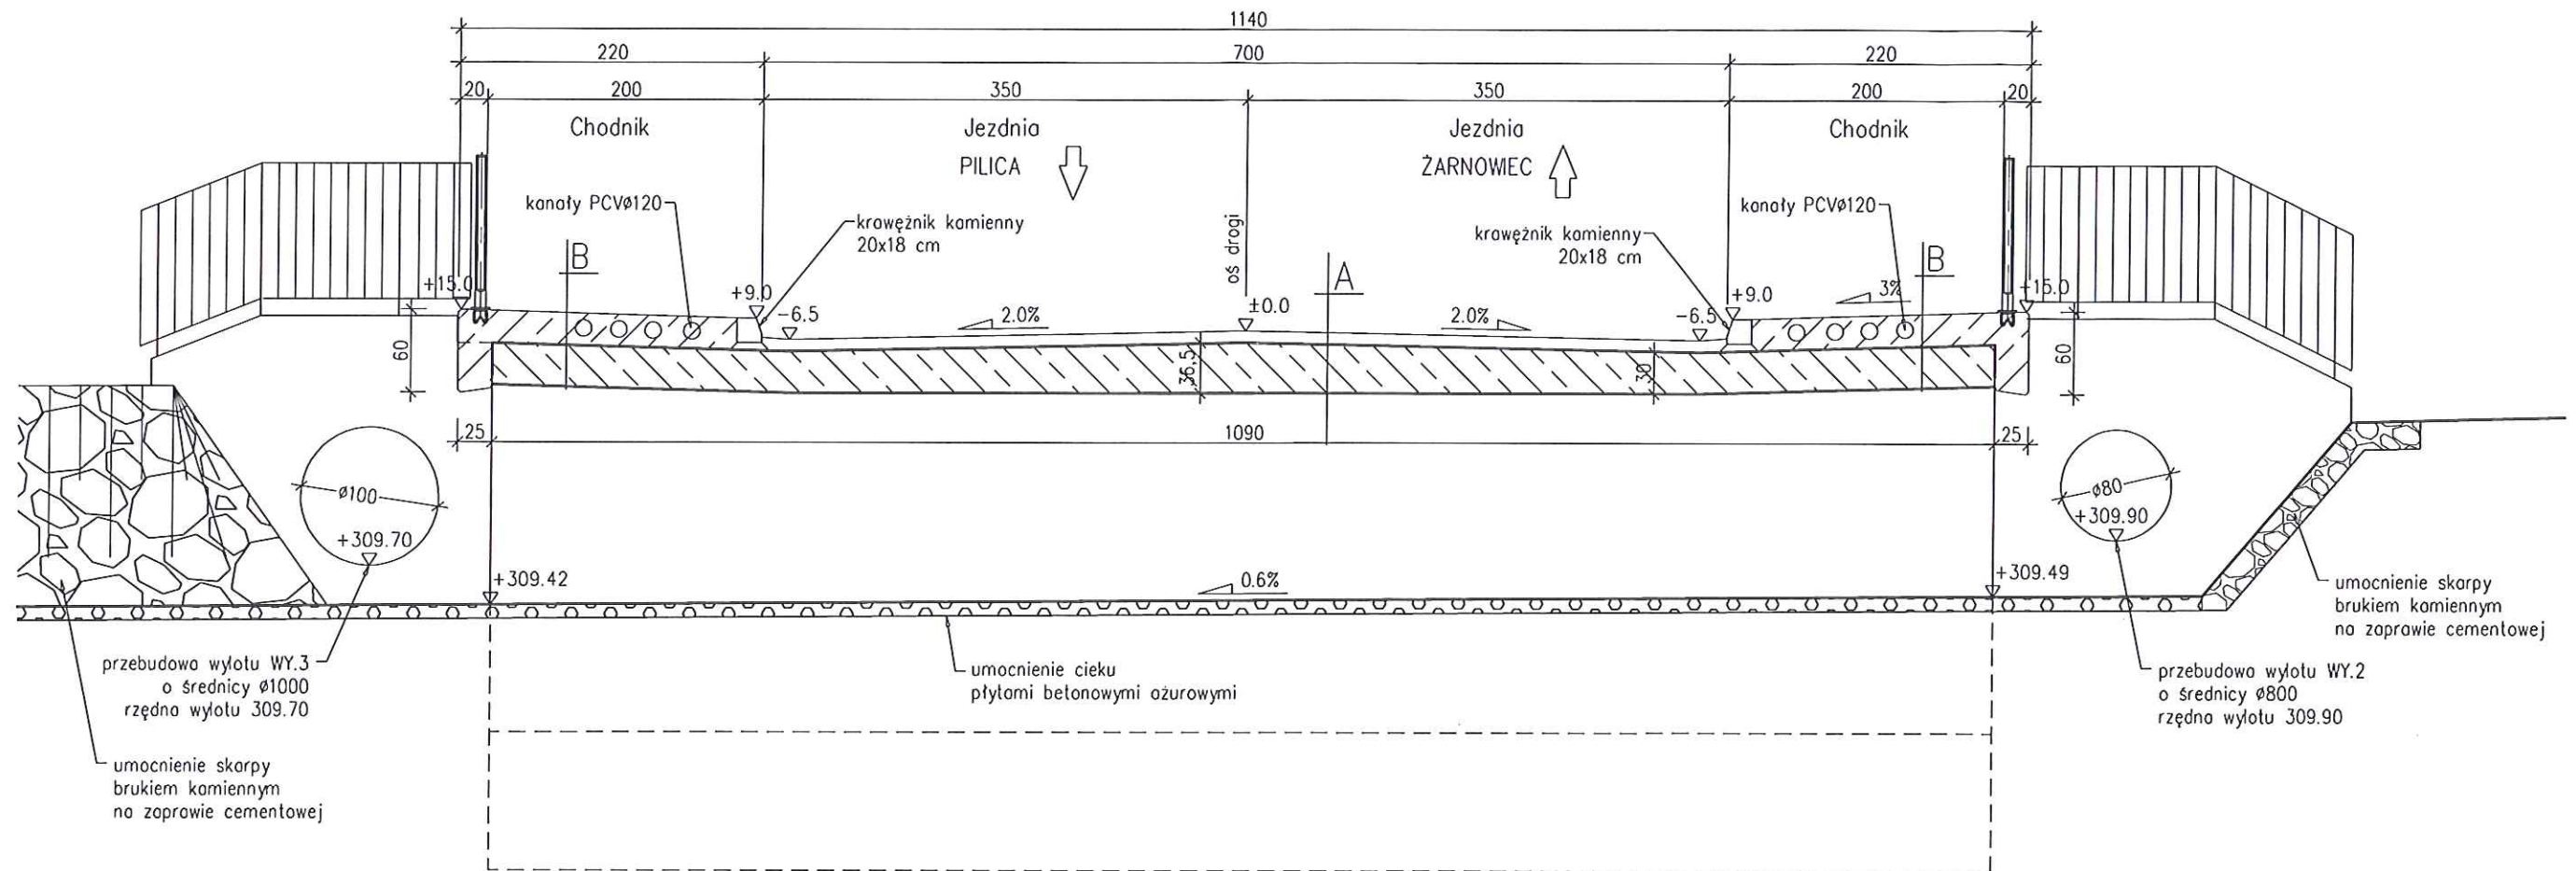 1140
220 700 220
20 200 350 350 200 20
Chodnik Jezdnia Jezdnia Chodnik
PILICA ŻARNOWIEC
kanały PCVø120
krawężnik kamienny
20x18 cm
oś drogi
krawężnik kamienny
20x18 cm
kanały PCVø120
B A B
+15.0 +9.0 -6.5 2.0% ±0.0 2.0% -6.5 +9.0 3% +15.0
60 36,5 30 60
25 1090 25
ø100
+309.70
ø80
+309.90
+309.42 0.6% +309.49
przebudowa wylotu WY.3
o średnicy ø1000
rzędna wylotu 309.70
umocnienie skarpy
brukiem kamiennym
na zaprawie cementowej
umocnienie cieku
płytami betonowymi ażurowymi
umocnienie skarpy
brukiem kamiennym
na zaprawie cementowej
przebudowa wylotu WY.2
o średnicy ø800
rzędna wylotu 309.90